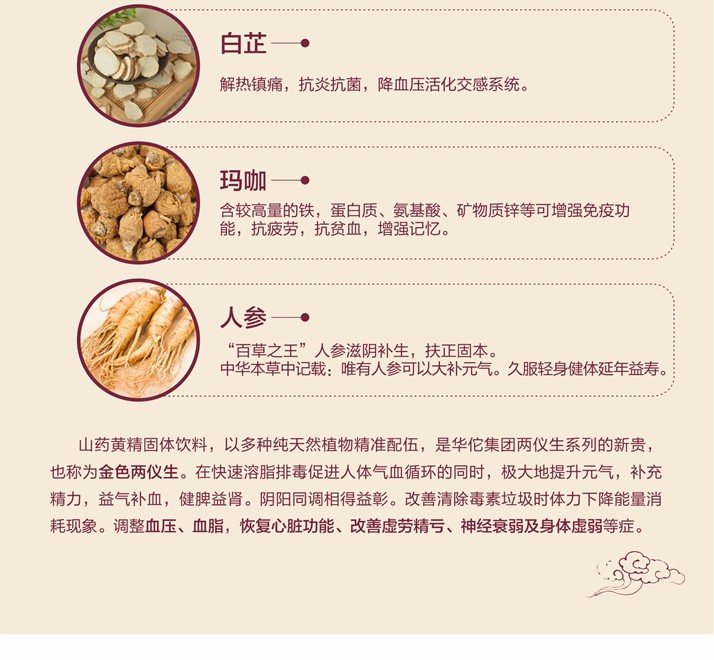 白芷
解热镇痛，抗炎抗菌，降血压活化交感系统。
玛咖
含较高量的铁，蛋白质、氨基酸、矿物质锌等可增强免疫功
能，抗疲劳，抗贫血，增强记忆。
人参
“百草之王”人参滋阴补生，扶正固本。
中华本草中记载：唯有人参可以大补元气。久服轻身健体延年益寿。
山药黄精固体饮料，以多种纯天然植物精准配伍，是华佗集团两仪生系列的新贵，
也称为金色两仪生。在快速溶脂排毒促进人体气血循环的同时，极大地提升元气，补充
精力，益气补血，健脾益肾。阴阳同调相得益彰。改善清除毒素垃圾时体力下降能量消
耗现象。调整血压、血脂，恢复心脏功能、改善虚劳精亏、神经衰弱及身体虚弱等症。